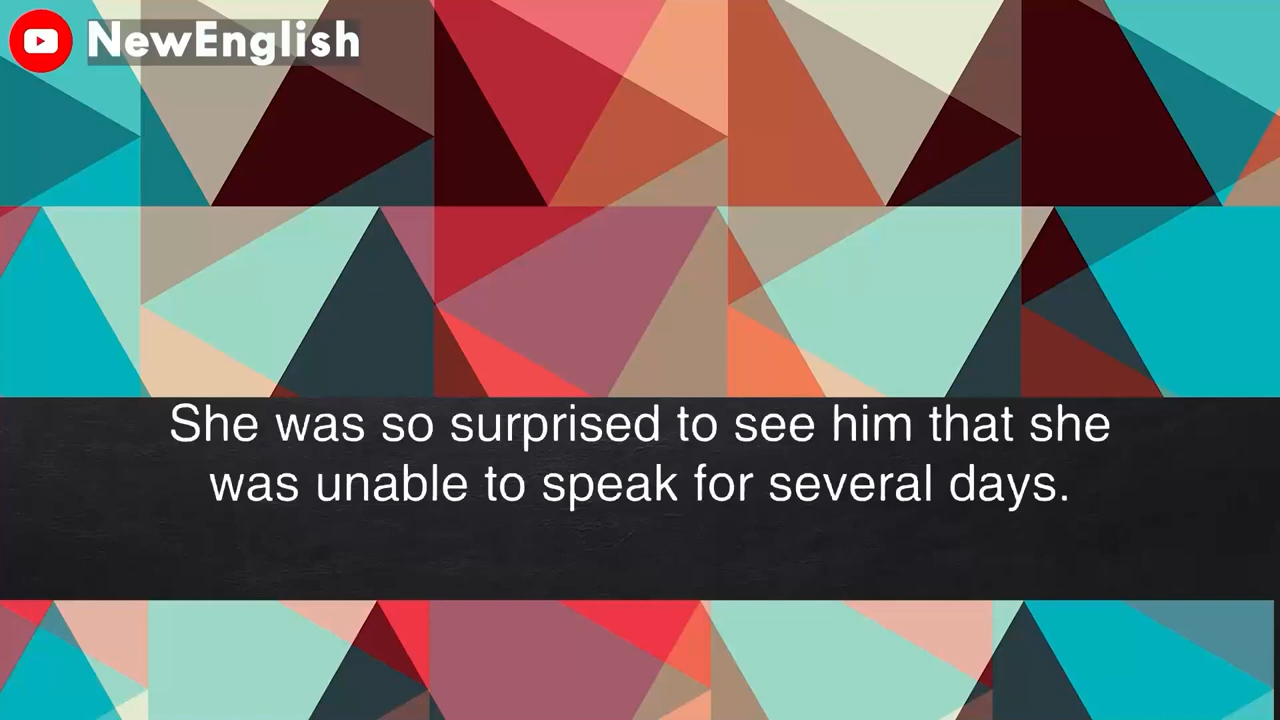 NewEnglish
She was so surprised to see him that she
was unable to speak for several days.